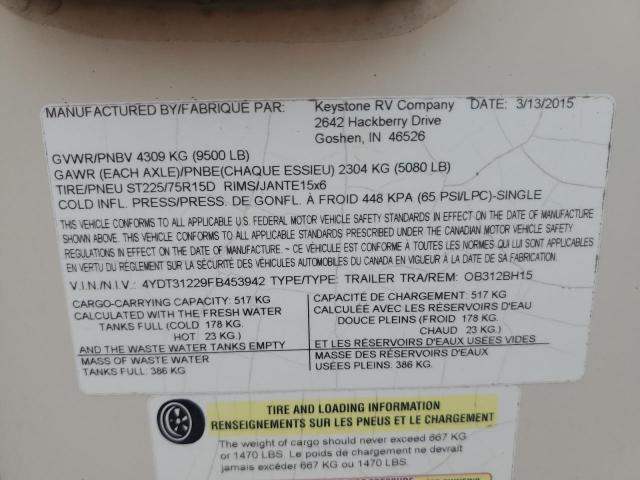 MANUFACTURED BY/FABRIQUÉ PAR: Keystone RV Company DATE: 3/13/2015
2642 Hackberry Drive
Goshen, IN 46526
GVWR/PNBV 4309 KG (9500 LB)
GAWR (EACH AXLE)/PNBE(CHAQUE ESSIEU) 2304 KG (5080 LB)
TIRE/PNEU ST225/75R15D RIMS/JANTE15x6
COLD INFL. PRESS/PRESS. DE GONFL. À FROID 448 KPA (65 PSI/LPC)-SINGLE
THIS VEHICLE CONFORMS TO ALL APPLICABLE U.S. FEDERAL MOTOR VEHICLE SAFETY STANDARDS IN EFFECT ON THE DATE OF MANUFACTURE
SHOWN ABOVE. THIS VEHICLE CONFORMS TO ALL APPLICABLE STANDARDS PRESCRIBED UNDER THE CANADIAN MOTOR VEHICLE SAFETY
REGULATIONS IN EFFECT ON THE DATE OF MANUFACTURE - CE VÉHICULE EST CONFORME À TOUTES LES NORMES QUI LUI SONT APPLICABLES
EN VERTU DU RÈGLEMENT SUR LA SÉCURITÉ DES VÉHICULES AUTOMOBILES DU CANADA EN VIGUEUR À LA DATE DE SA FABRICATION.
V.I.N./N.I.V.: 4YDT31229FB453942 TYPE/TYPE: TRAILER TRA/REM: OB312BH15
CARGO-CARRYING CAPACITY: 517 KG
CALCULATED WITH THE FRESH WATER
TANKS FULL (COLD 178 KG.
HOT 23 KG.)
AND THE WASTE WATER TANKS EMPTY
MASS OF WASTE WATER
TANKS FULL: 386 KG
CAPACITÉ DE CHARGEMENT: 517 KG
CALCULÉE AVEC LES RÉSERVOIRS D'EAU
DOUCE PLEINS (FROID 178 KG.
CHAUD 23 KG.)
ET LES RÉSERVOIRS D'EAUX USÉES VIDES
MASSE DES RÉSERVOIRS D'EAUX
USÉES PLEINS: 386 KG.
TIRE AND LOADING INFORMATION
RENSEIGNEMENTS SUR LES PNEUS ET LE CHARGEMENT
The weight of cargo should never exceed 667 KG
or 1470 LBS. Le poids de chargement ne devrait
jamais excéder 667 KG ou 1470 LBS.